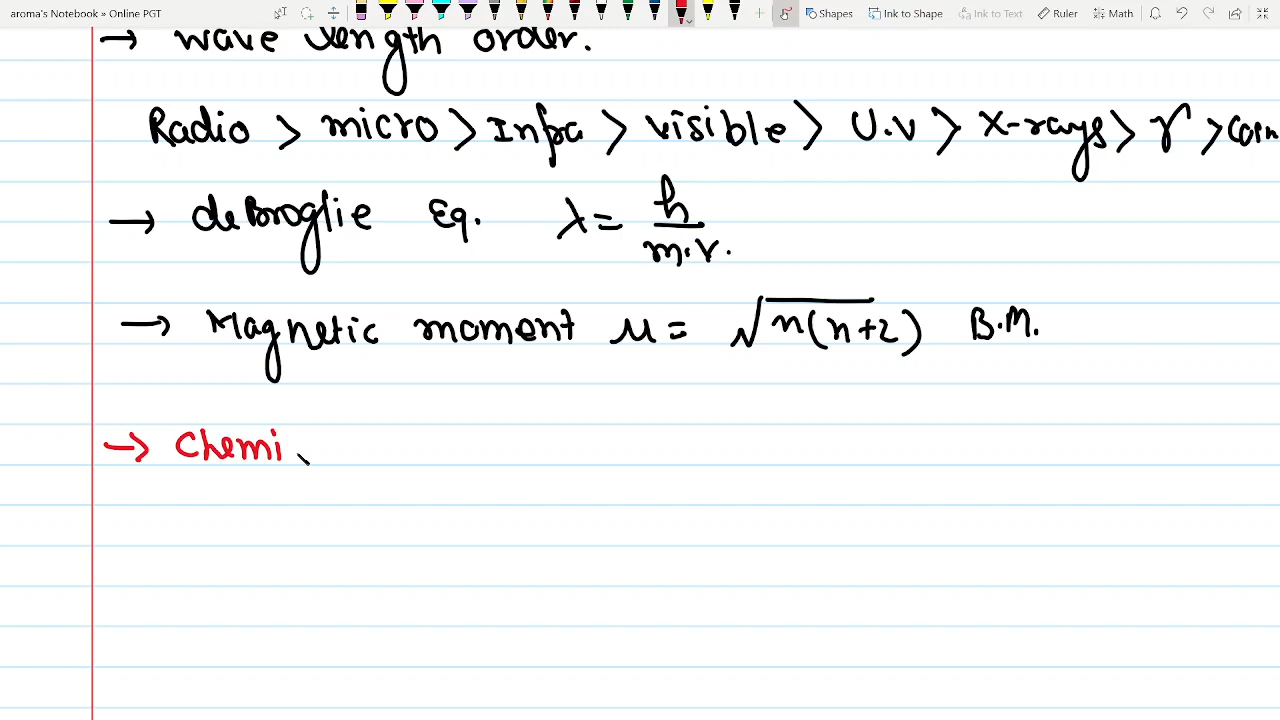 aroma's Notebook » Online PGT
Shapes Ink to Shape Ink to Text Ruler Math
→ wave length order.
Radio > micro > Infra > visible > U.V > X-rays > γ > Cosm
→ deBroglie Eq. λ = h/m.v.
→ Magnetic moment μ = √n(n+2) B.M.
→ Chemi